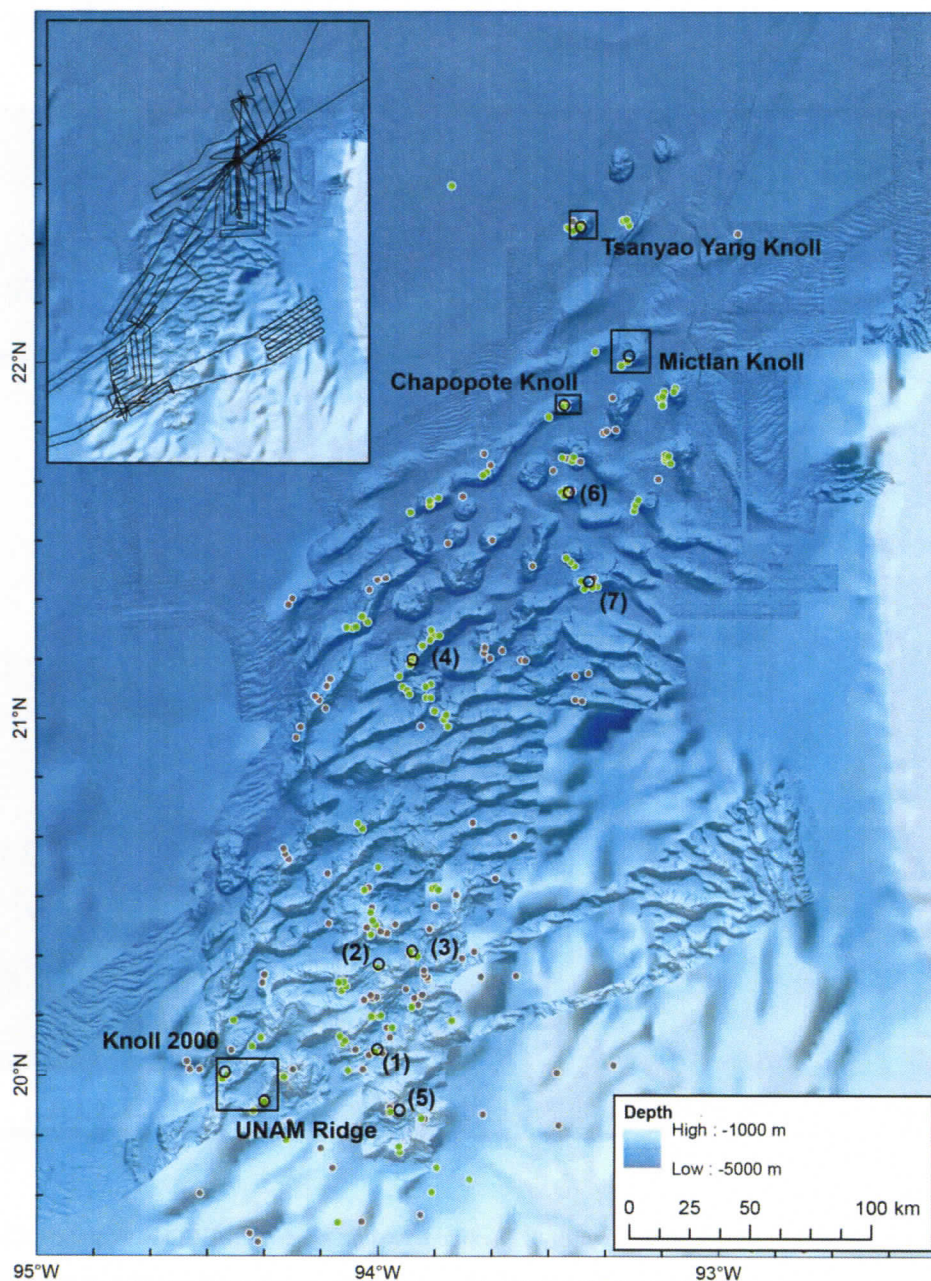 Tsanyao Yang Knoll
22°N
Mictlan Knoll
Chapopote Knoll
(6)
(7)
(4)
21°N
(2)
(3)
Knoll 2000
(1)
20°N
(5)
UNAM Ridge
Depth
High : -1000 m
Low : -5000 m
0 25 50 100 km
95°W 94°W 93°W